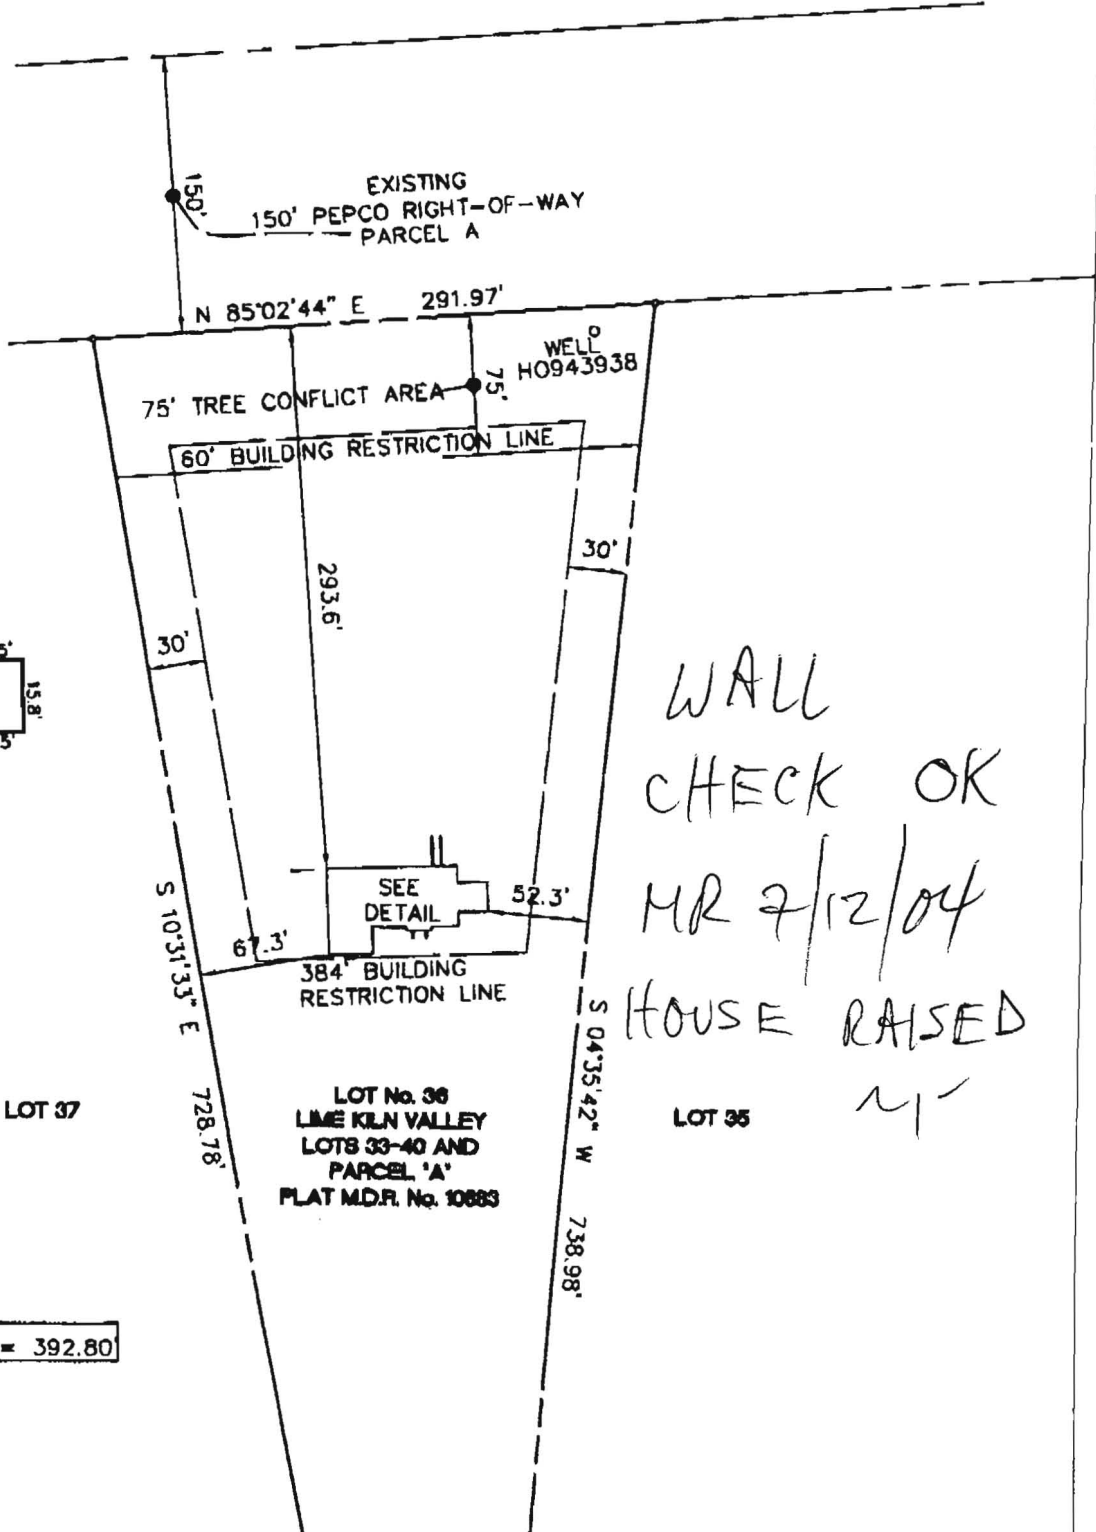 150'
EXISTING
150' PEPCO RIGHT-OF-WAY
PARCEL A
N 85°02'44" E 291.97'
WELL
HO943938
75'
75' TREE CONFLICT AREA
60' BUILDING RESTRICTION LINE
30'
293.6'
30'
15.8'
WALL
CHECK OK
MR 7/12/04
HOUSE RAISED
SEE
DETAIL
52.3'
67.3'
384' BUILDING
RESTRICTION LINE
S 10°31'33" E
728.78'
S 04°35'42" W
738.98'
LOT 37
LOT No. 36
LIME KILN VALLEY
LOTS 33-40 AND
PARCEL 'A'
PLAT M.D.R. No. 10883
LOT 35
= 392.80'